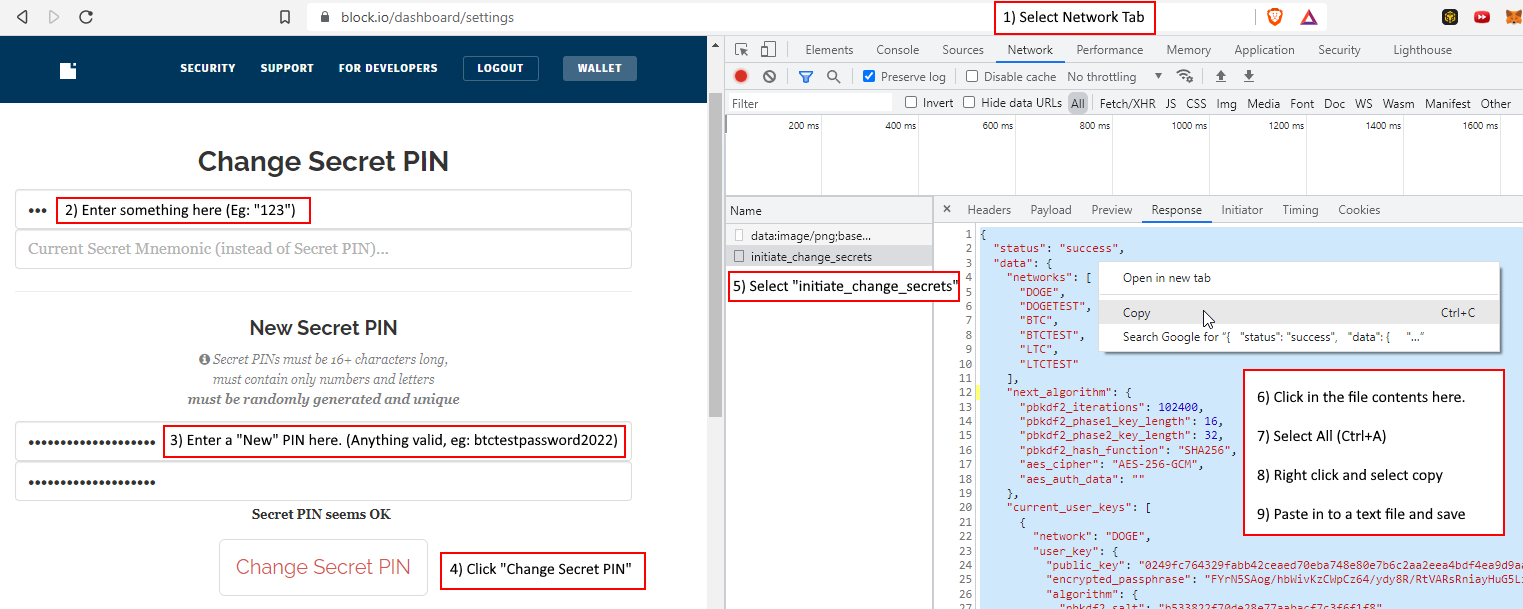 block.io/dashboard/settings
1) Select Network Tab
SECURITY SUPPORT FOR DEVELOPERS LOGOUT WALLET
Change Secret PIN
••• 2) Enter something here (Eg: "123")
Current Secret Mnemonic (instead of Secret PIN)...
New Secret PIN
Secret PINs must be 16+ characters long,
must contain only numbers and letters
must be randomly generated and unique
•••••••••••••••••••• 3) Enter a "New" PIN here. (Anything valid, eg: btctestpassword2022)
••••••••••••••••••••
Secret PIN seems OK
Change Secret PIN
4) Click "Change Secret PIN"
Elements Console Sources Network Performance Memory Application Security Lighthouse
Preserve log Disable cache No throttling
Filter Invert Hide data URLs All Fetch/XHR JS CSS Img Media Font Doc WS Wasm Manifest Other
200 ms 400 ms 600 ms 800 ms 1000 ms 1200 ms 1400 ms 1600 ms
Name
data:image/png;base...
initiate_change_secrets
5) Select "initiate_change_secrets"
× Headers Payload Preview Response Initiator Timing Cookies
1 {
2 "status": "success",
3 "data": {
4 "networks": [
5 "DOGE",
6 "DOGETEST",
7 "BTC",
8 "BTCTEST",
9 "LTC",
10 "LTCTEST"
11 ],
12 "next_algorithm": {
13 "pbkdf2_iterations": 102400,
14 "pbkdf2_phase1_key_length": 16,
15 "pbkdf2_phase2_key_length": 32,
16 "pbkdf2_hash_function": "SHA256",
17 "aes_cipher": "AES-256-GCM",
18 "aes_auth_data": ""
19 },
20 "current_user_keys": [
21 {
22 "network": "DOGE",
23 "user_key": {
24 "public_key": "0249fc764329fabb42ceaed70eba748e80e7b6c2aa2eea4bdf4ea9d9a
25 "encrypted_passphrase": "FYrN5SAog/hbWivKzCWpCz64/ydy8R/RtVARsRniayHuG5L
26 "algorithm": {
27 "pbkdf2_salt": "b533822f70de28e77aabacf7c3f6f1f8"
Open in new tab
Copy Ctrl+C
Search Google for "{ "status": "success", "data": { "..."
6) Click in the file contents here.
7) Select All (Ctrl+A)
8) Right click and select copy
9) Paste in to a text file and save